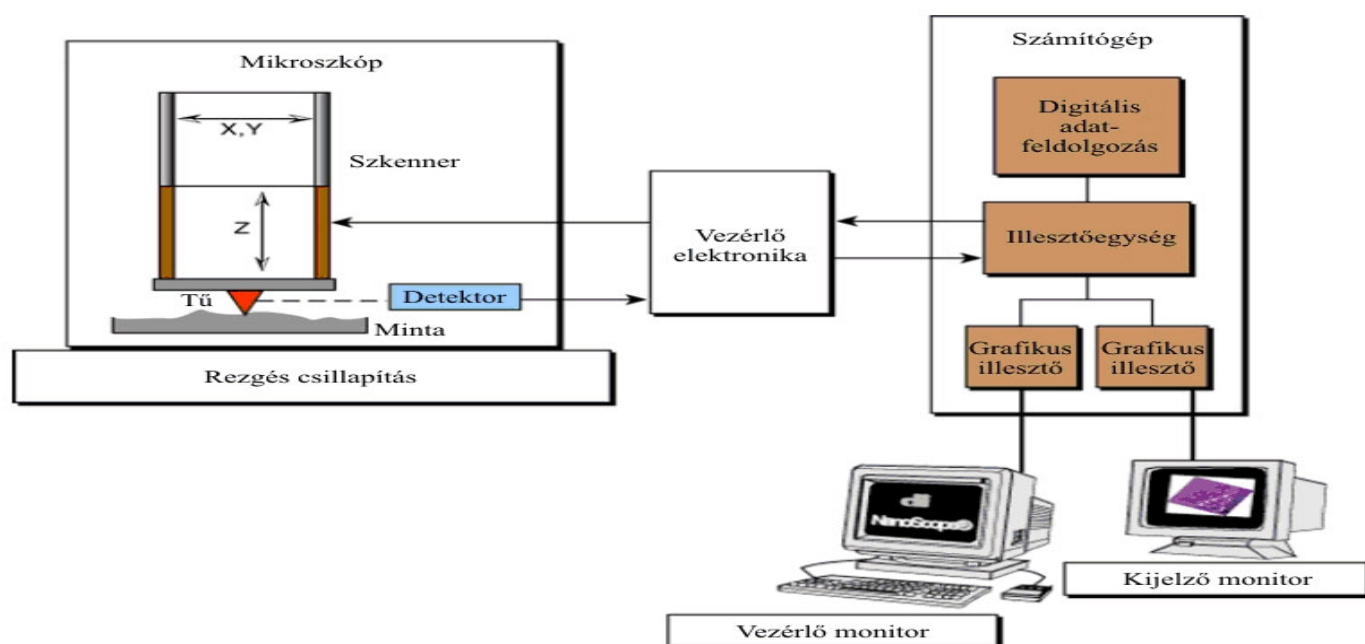 Mikroszkóp
X,Y
Szkenner
Z
Tű
Detektor
Minta
Rezgés csillapítás
Vezérlő
elektronika
Számítógép
Digitális
adat-
feldolgozás
Illesztőegység
Grafikus
illesztő
Grafikus
illesztő
NanoScope®
Kijelző monitor
Vezérlő monitor